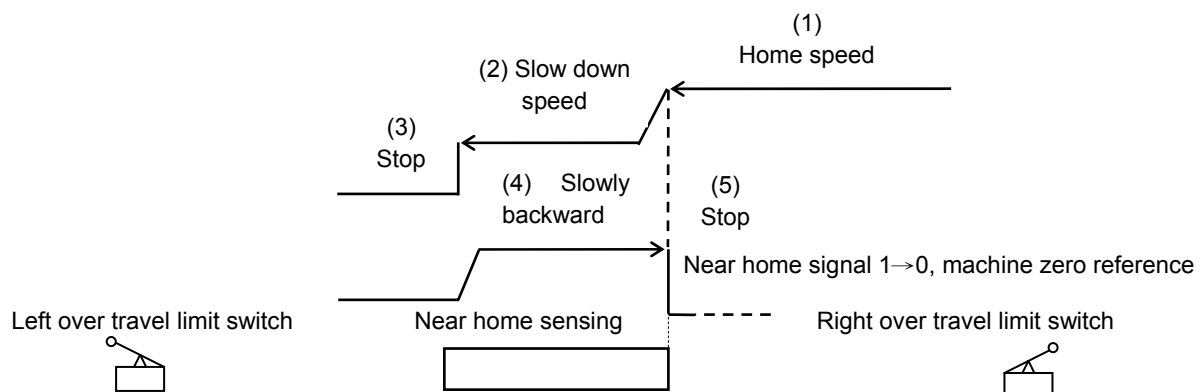 (1)
Home speed
(2) Slow down
speed
(3)
Stop
(4) Slowly
backward
(5)
Stop
Near home signal 1→0, machine zero reference
Left over travel limit switch
Near home sensing
Right over travel limit switch